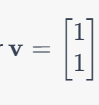 r v = [1
1]